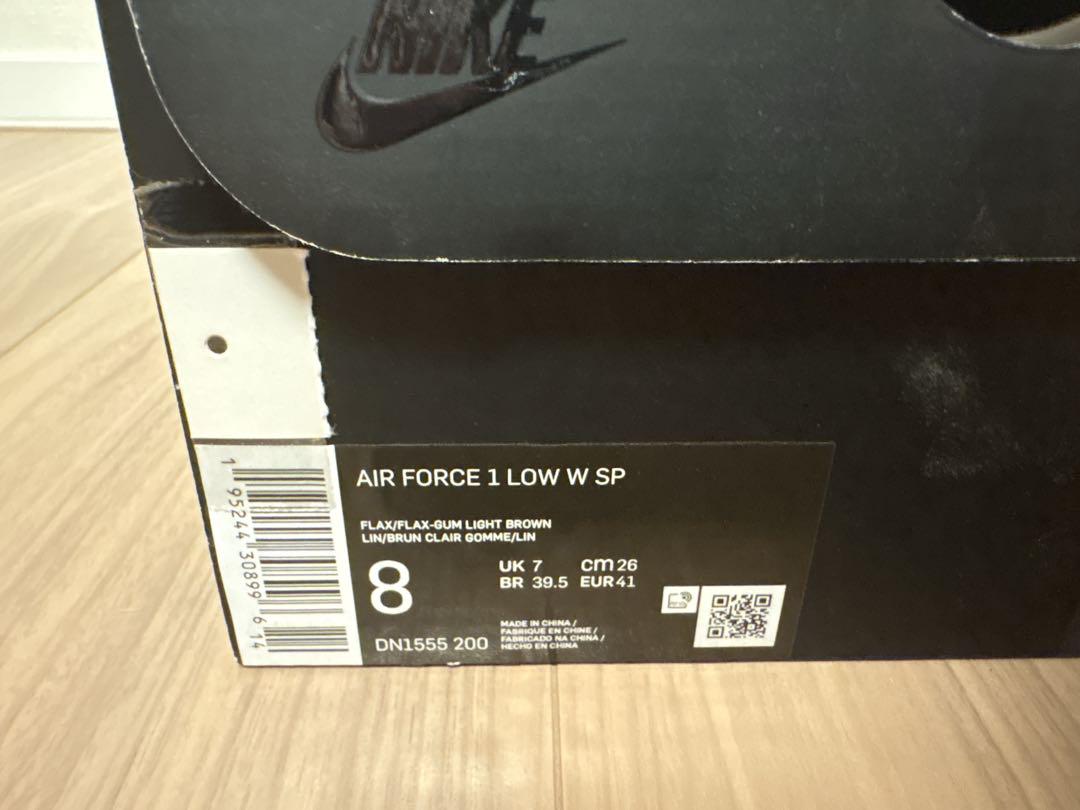 NIKE
AIR FORCE 1 LOW W SP
FLAX/FLAX-GUM LIGHT BROWN
LIN/BRUN CLAIR GOMME/LIN
8
UK 7 cm 26
BR 39.5 EUR 41
DN1555 200
MADE IN CHINA /
FABRIQUE EN CHINE /
FABRICADO NA CHINA /
HECHO EN CHINA
1 95244 30899 6 14